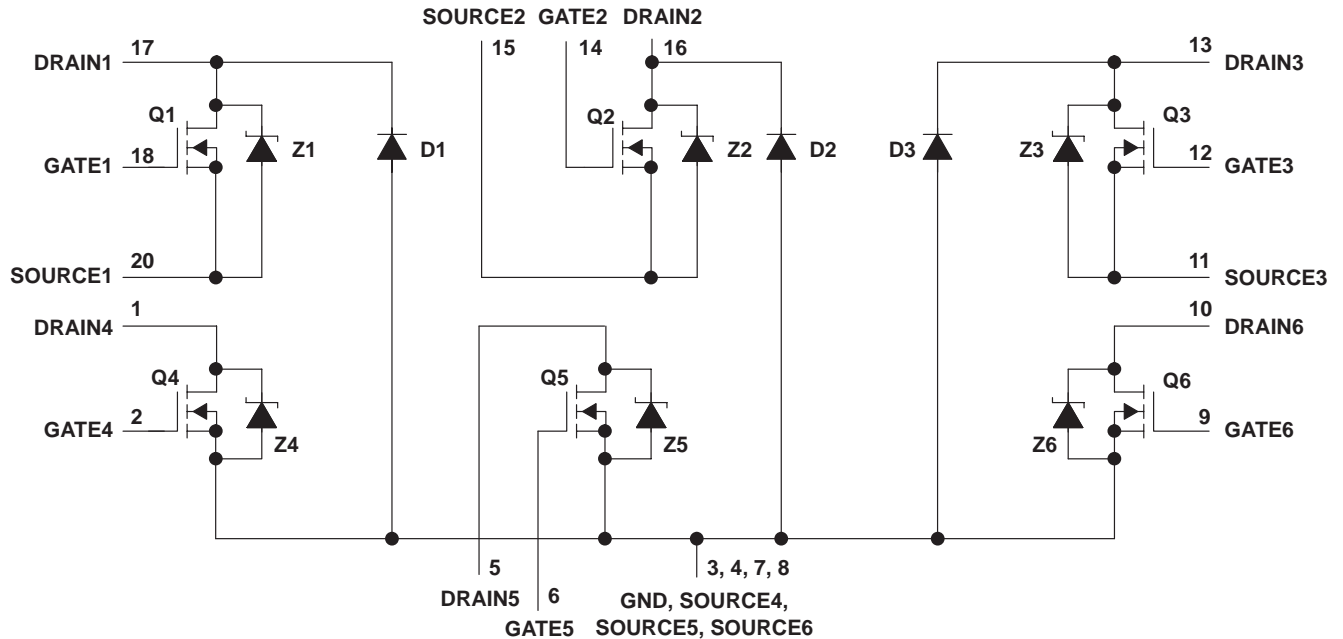 SOURCE2 GATE2 DRAIN2
15 14 16
17
DRAIN1
13
DRAIN3
Q1
Z1
D1
18
GATE1
Q2
Z2
D2
D3
Z3
Q3
12
GATE3
20
SOURCE1
11
SOURCE3
1
DRAIN4
10
DRAIN6
Q4
Z4
2
GATE4
Q5
Z5
Q6
Z6
9
GATE6
5
DRAIN5
6
GATE5
3, 4, 7, 8
GND, SOURCE4,
SOURCE5, SOURCE6